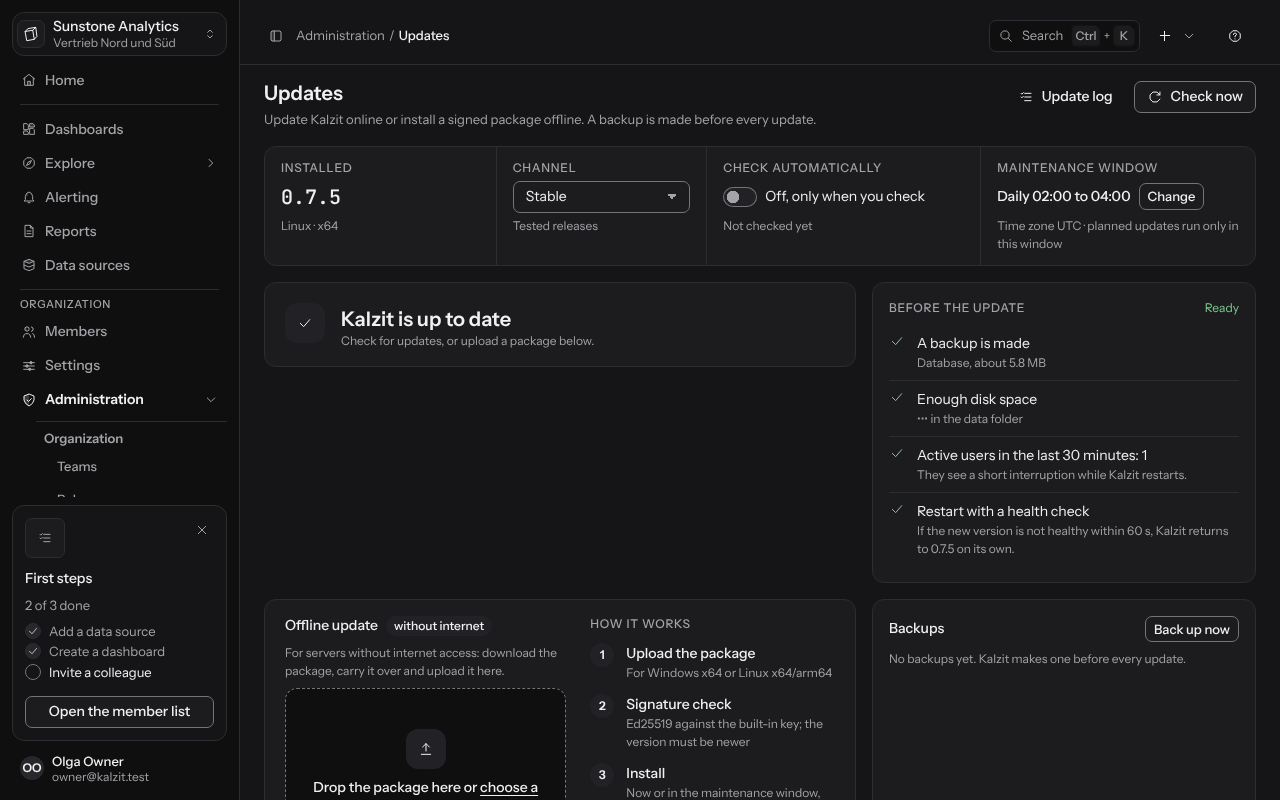 Sunstone Analytics
Vertrieb Nord und Süd
Home
Dashboards
Explore
Alerting
Reports
Data sources
ORGANIZATION
Members
Settings
Administration
Organization
Teams
First steps
2 of 3 done
Add a data source
Create a dashboard
Invite a colleague
Open the member list
OO
Olga Owner
owner@kalzit.test
Administration / Updates
Search Ctrl + K
Updates
Update Kalzit online or install a signed package offline. A backup is made before every update.
Update log
Check now
INSTALLED
0.7.5
Linux · x64
CHANNEL
Stable
Tested releases
CHECK AUTOMATICALLY
Off, only when you check
Not checked yet
MAINTENANCE WINDOW
Daily 02:00 to 04:00
Change
Time zone UTC · planned updates run only in
this window
Kalzit is up to date
Check for updates, or upload a package below.
BEFORE THE UPDATE
Ready
A backup is made
Database, about 5.8 MB
Enough disk space
··· in the data folder
Active users in the last 30 minutes: 1
They see a short interruption while Kalzit restarts.
Restart with a health check
If the new version is not healthy within 60 s, Kalzit returns
to 0.7.5 on its own.
Offline update
without internet
For servers without internet access: download the
package, carry it over and upload it here.
Drop the package here or choose a
HOW IT WORKS
1
Upload the package
For Windows x64 or Linux x64/arm64
2
Signature check
Ed25519 against the built-in key; the
version must be newer
3
Install
Now or in the maintenance window,
Backups
Back up now
No backups yet. Kalzit makes one before every update.